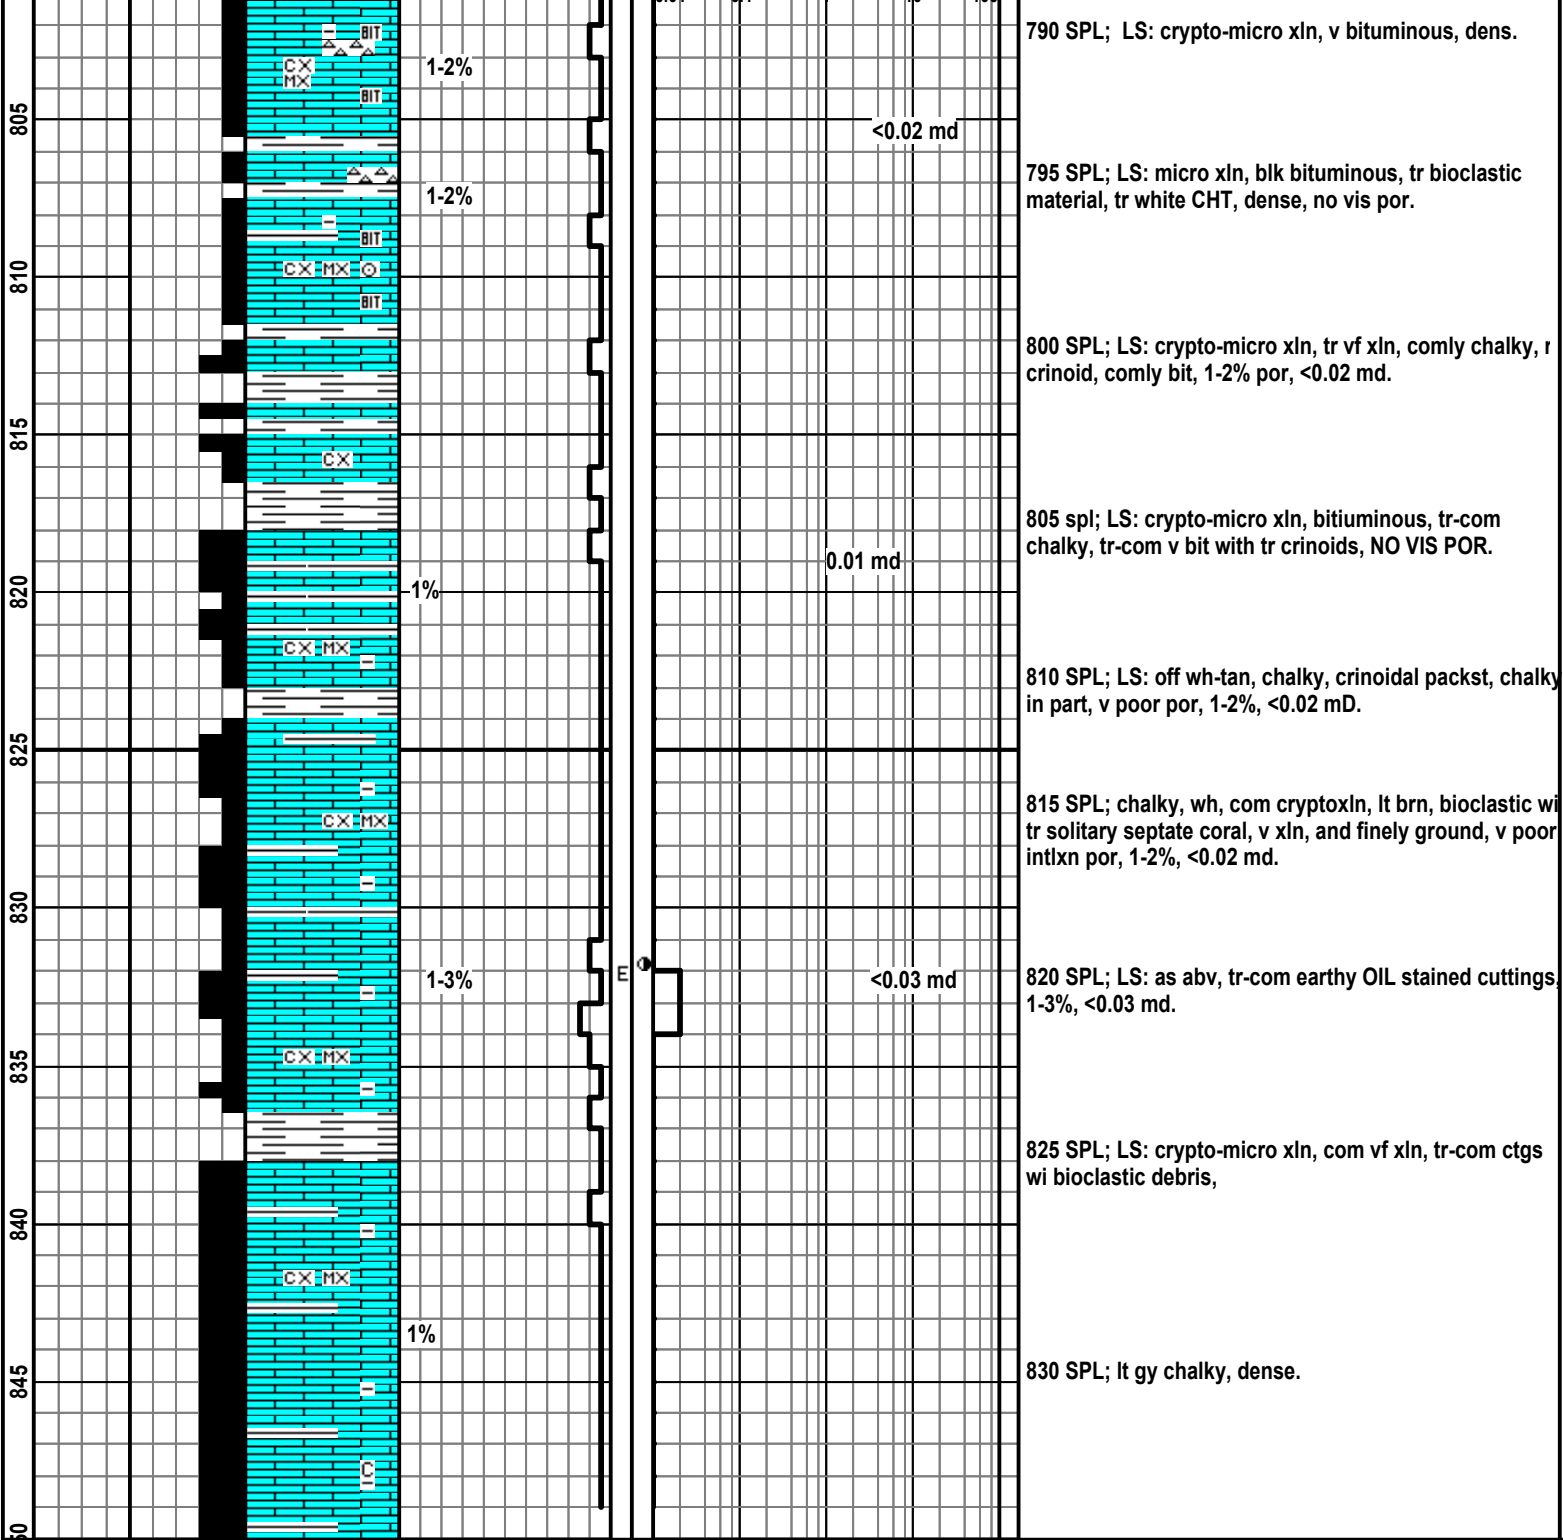 790 SPL; LS: crypto-micro xln, v bituminous, dens.
BIT
CX
MX
1-2%
BIT
805
<0.02 md
795 SPL; LS: micro xln, blk bituminous, tr bioclastic
material, tr white CHT, dense, no vis por.
1-2%
BIT
CX MX
810
BIT
800 SPL; LS: crypto-micro xln, tr vf xln, comly chalky,
crinoid, comly bit, 1-2% por, <0.02 md.
815
CX
805 spl; LS: crypto-micro xln, bitiuminous, tr-com
chalky, tr-com v bit with tr crinoids, NO VIS POR.
0.01 md
820
1%
CX MX
810 SPL; LS: off wh-tan, chalky, crinoidal packst, chalky
in part, v poor por, 1-2%, <0.02 mD.
825
815 SPL; chalky, wh, com cryptoxln, lt brn, bioclastic wi
tr solitary septate coral, v xln, and finely ground, v poor
intlxn por, 1-2%, <0.02 md.
CX MX
830
1-3%
E
<0.03 md
820 SPL; LS: as abv, tr-com earthy OIL stained cuttings,
1-3%, <0.03 md.
835
CX MX
825 SPL; LS: crypto-micro xln, com vf xln, tr-com ctgs
wi bioclastic debris,
840
CX MX
1%
845
830 SPL; lt gy chalky, dense.
C